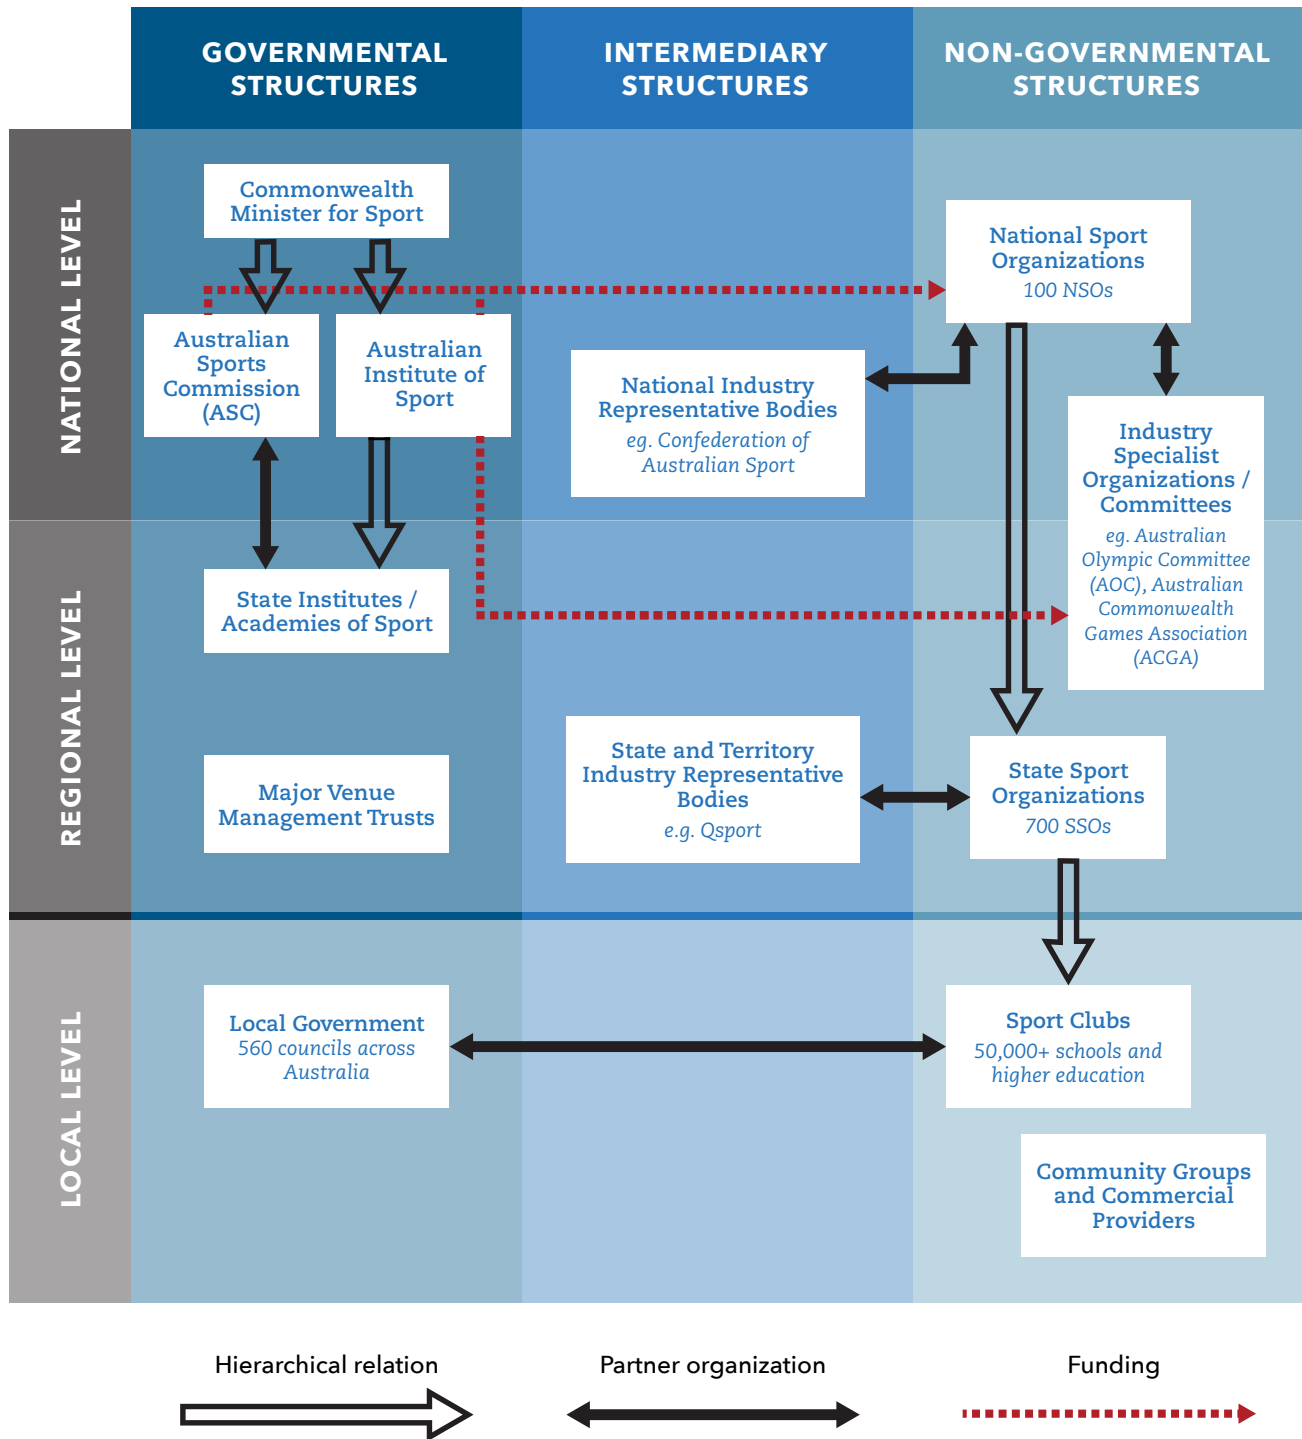 GOVERNMENTAL
STRUCTURES
INTERMEDIARY
STRUCTURES
NON-GOVERNMENTAL
STRUCTURES
NATIONAL LEVEL
Commonwealth
Minister for Sport
National Sport
Organizations
100 NSOs
Australian
Sports
Commission
(ASC)
Australian
Institute of
Sport
National Industry
Representative Bodies
eg. Confederation of
Australian Sport
Industry
Specialist
Organizations /
Committees
eg. Australian
Olympic Committee
(AOC), Australian
Commonwealth
Games Association
(ACGA)
REGIONAL LEVEL
State Institutes /
Academies of Sport
Major Venue
Management Trusts
State and Territory
Industry Representative
Bodies
e.g. Qsport
State Sport
Organizations
700 SSOs
LOCAL LEVEL
Local Government
560 councils across
Australia
Sport Clubs
50,000+ schools and
higher education
Community Groups
and Commercial
Providers
Hierarchical relation
Partner organization
Funding